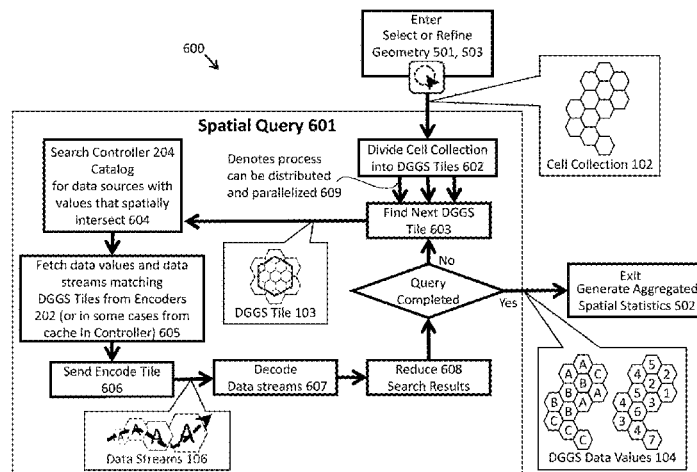 600
Enter
Select or Refine
Geometry 501, 503
Cell Collection 102
Spatial Query 601
Divide Cell Collection
into DGGS Tiles 602
Denotes process
can be distributed
and parallelized 609
Search Controller 204
Catalog
for data sources with
values that spatially
intersect 604
Find Next DGGS
Tile 603
DGGS Tile 103
No
Query
Completed
Yes
Exit
Generate Aggregated
Spatial Statistics 502
Fetch data values and data
streams matching
DGGS Tiles from Encoders
202 (or in some cases from
cache in Controller) 605
Send Encode Tile
606
Decode
Data streams 607
Reduce 608
Search Results
A A A
Data Streams 106
A C
A B C
B B A A
B
C C
C
5
4 2 2
5 3 1
4 6
3 4
7
DGGS Data Values 104